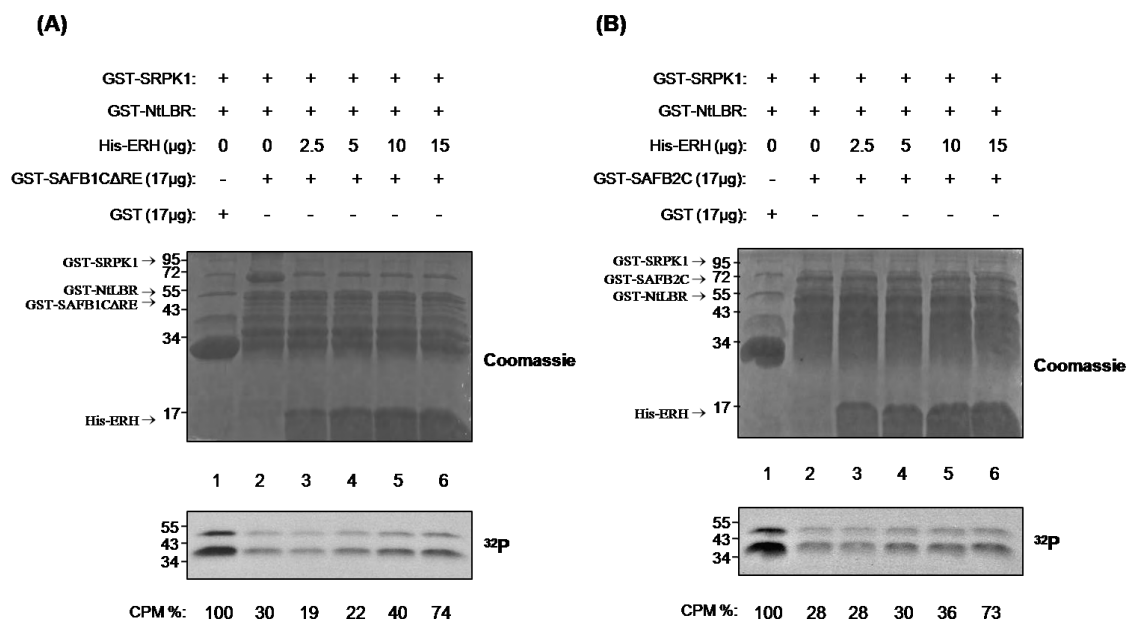 (A)
GST-SRPK1: + + + + + +
GST-NtLBR: + + + + + +
His-ERH (µg): 0 0 2.5 5 10 15
GST-SAFB1CΔRE (17µg): - + + + + +
GST (17µg): + - - - - -
GST-SRPK1 → 95
72
GST-NtLBR → 55
GST-SAFB1CΔRE → 43
34
Coomassie
His-ERH → 17
1 2 3 4 5 6
55
43
34
³²P
CPM %: 100 30 19 22 40 74
(B)
GST-SRPK1: + + + + + +
GST-NtLBR: + + + + + +
His-ERH (µg): 0 0 2.5 5 10 15
GST-SAFB2C (17µg): - + + + + +
GST (17µg): + - - - - -
GST-SRPK1 → 95
GST-SAFB2C → 72
GST-NtLBR → 55
43
34
Coomassie
His-ERH → 17
1 2 3 4 5 6
55
43
34
³²P
CPM %: 100 28 28 30 36 73